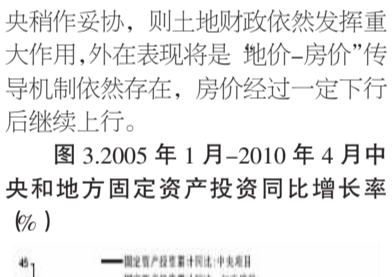 央稍作妥协，则土地财政依然发挥重
大作用，外在表现将是“地价-房价”传
导机制依然存在，房价经过一定下行
后继续上行。
图 3.2005 年 1 月-2010 年 4 月中
央和地方固定资产投资同比增长率
(%)
45
固定资产投资累计同比:中央项目